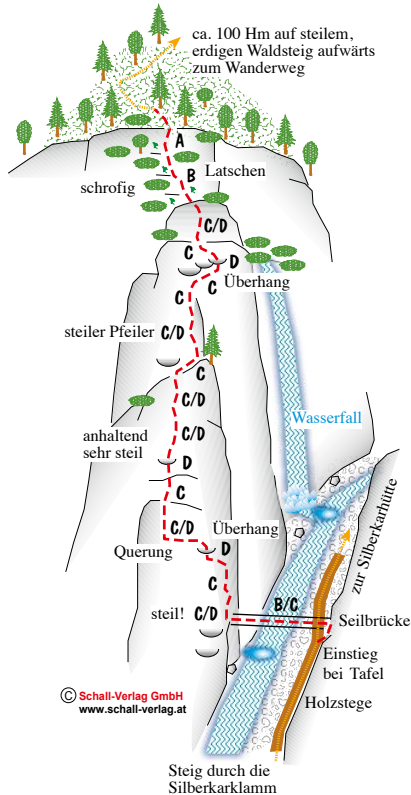 ca. 100 Hm auf steilem,
erdigen Waldsteig aufwärts
zum Wanderweg
A
Latschen
B
schrofig
C/D
C
D
C
Überhang
steiler Pfeiler
C/D
C
C/D
Wasserfall
anhaltend
sehr steil
C/D
D
C
C/D
Überhang
Querung
D
zur Silberkarhütte
C
B/C
steil!
C/D
Seilbrücke
Einstieg
bei Tafel
© Schall-Verlag GmbH
www.schall-verlag.at
Holzstege
Steig durch die
Silberkarklamm